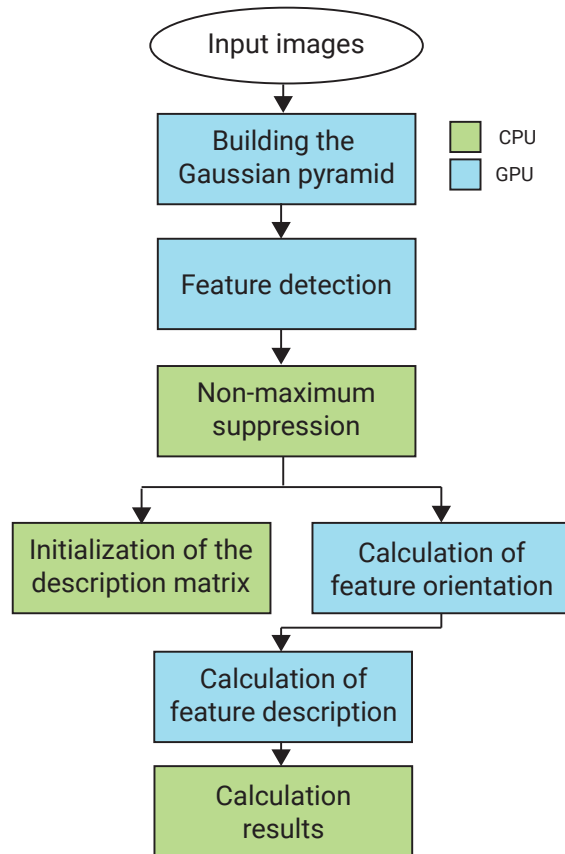 Input images
Building the
Gaussian pyramid
CPU
GPU
Feature detection
Non-maximum
suppression
Initialization of the
description matrix
Calculation of
feature orientation
Calculation of
feature description
Calculation
results